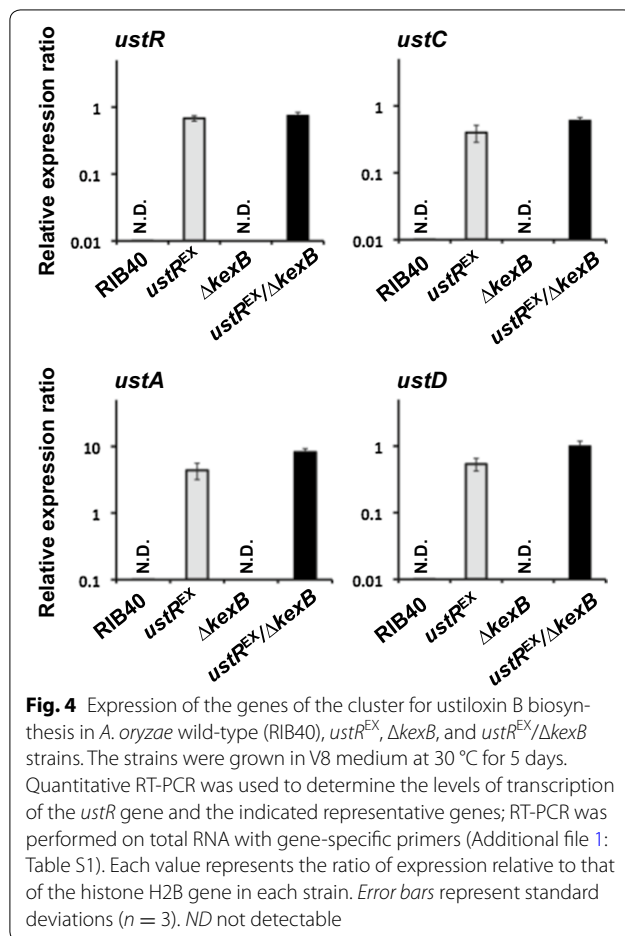 ustR
Relative expression ratio
1
0.1
0.01
N.D.
N.D.
RIB40
ustR^EX
ΔkexB
ustR^EX/ΔkexB
ustC
1
0.1
0.01
N.D.
N.D.
RIB40
ustR^EX
ΔkexB
ustR^EX/ΔkexB
ustA
Relative expression ratio
10
1
0.1
N.D.
N.D.
RIB40
ustR^EX
ΔkexB
ustR^EX/ΔkexB
ustD
1
0.1
0.01
N.D.
N.D.
RIB40
ustR^EX
ΔkexB
ustR^EX/ΔkexB
Fig. 4 Expression of the genes of the cluster for ustiloxin B biosyn-
thesis in A. oryzae wild-type (RIB40), ustR^EX, ΔkexB, and ustR^EX/ΔkexB
strains. The strains were grown in V8 medium at 30 °C for 5 days.
Quantitative RT-PCR was used to determine the levels of transcription
of the ustR gene and the indicated representative genes; RT-PCR was
performed on total RNA with gene-specific primers (Additional file 1:
Table S1). Each value represents the ratio of expression relative to that
of the histone H2B gene in each strain. Error bars represent standard
deviations (n = 3). ND not detectable